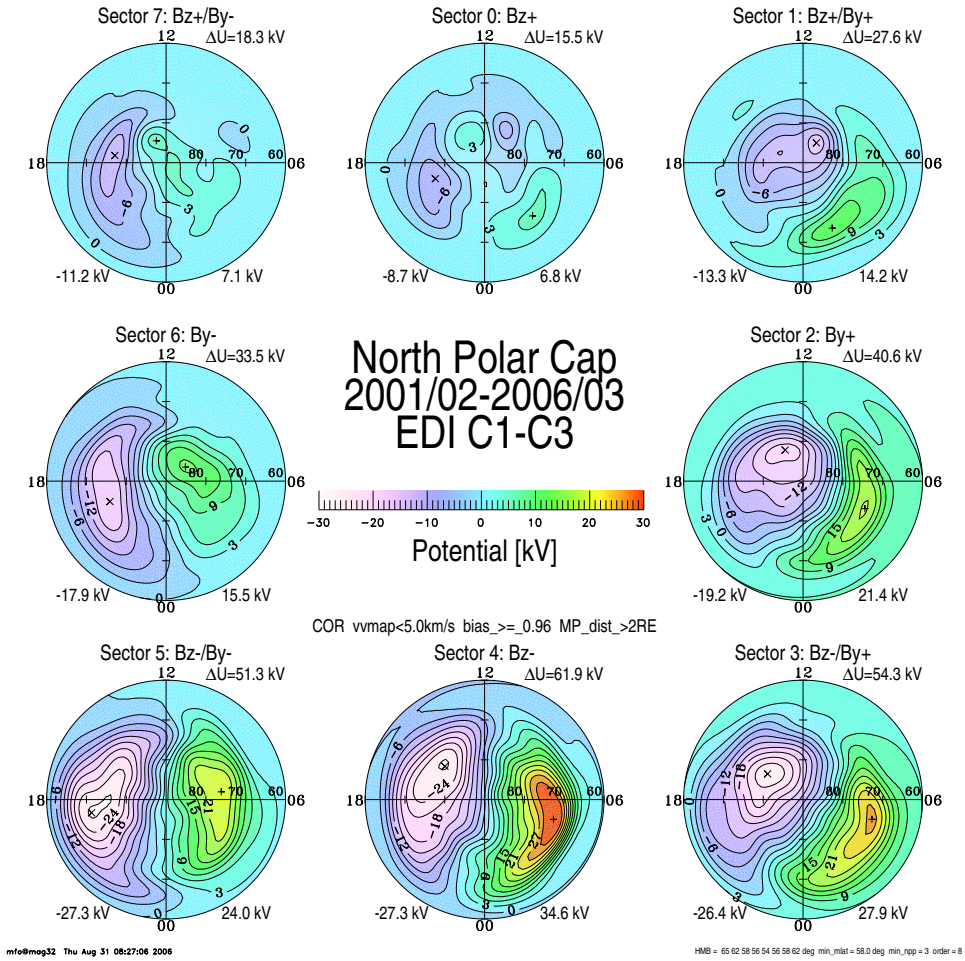 Sector 7: Bz+/By-
12
ΔU=18.3 kV
18
80
70
60
06
0
-6
3
0
00
-11.2 kV
7.1 kV
Sector 0: Bz+
12
ΔU=15.5 kV
3
80
70
60
06
0
-6
3
00
-8.7 kV
6.8 kV
Sector 1: Bz+/By+
12
ΔU=27.6 kV
18
80
70
60
06
0
-6
9
3
00
-13.3 kV
14.2 kV
Sector 6: By-
12
ΔU=33.5 kV
18
80
70
60
06
-12
-6
9
3
0
00
-17.9 kV
15.5 kV
North Polar Cap
2001/02-2006/03
EDI C1-C3
-30 -20 -10 0 10 20 30
Potential [kV]
Sector 2: By+
12
ΔU=40.6 kV
18
80
70
60
06
-12
-6
0
3
15
9
00
-19.2 kV
21.4 kV
COR vvmap<5.0km/s bias_>=_0.96 MP_dist_>2RE
Sector 5: Bz-/By-
12
ΔU=51.3 kV
18
80
70
60
06
-24
-18
-12
-6
15
21
9
3
0
00
-27.3 kV
24.0 kV
Sector 4: Bz-
12
ΔU=61.9 kV
-6
-24
18
80
70
60
06
-18
-12
27
15
21
9
3
0
00
-27.3 kV
34.6 kV
Sector 3: Bz-/By+
12
ΔU=54.3 kV
-12
-18
18
0
80
70
60
06
-6
15
21
3
9
00
-26.4 kV
27.9 kV
mfo@mag32 Thu Aug 31 08:27:06 2006
HMB = 65 62 58 56 54 56 58 62 deg min_mlat = 58.0 deg min_npp = 3 order = 8